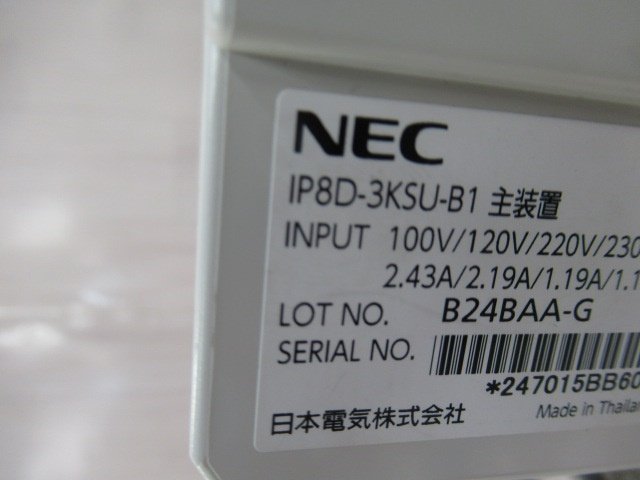 NEC
IP8D-3KSU-B1 主装置
INPUT 100V/120V/220V/230
2.43A/2.19A/1.19A/1.1
LOT NO. B24BAA-G
SERIAL NO.
*247015BB60
日本電気株式会社 Made in Thaila